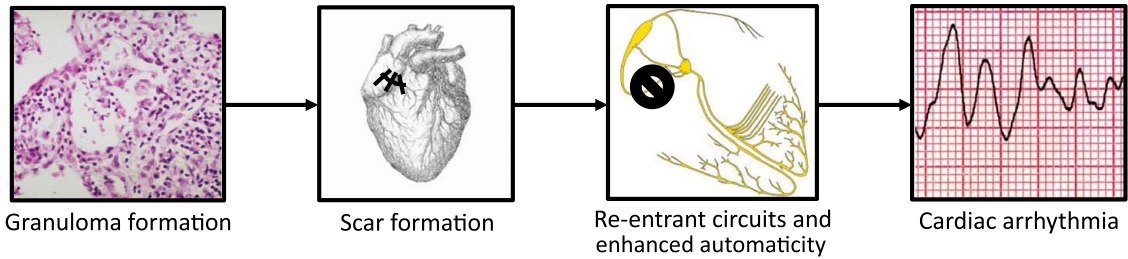 Granuloma formation
Scar formation
Re-entrant circuits and
enhanced automaticity
Cardiac arrhythmia